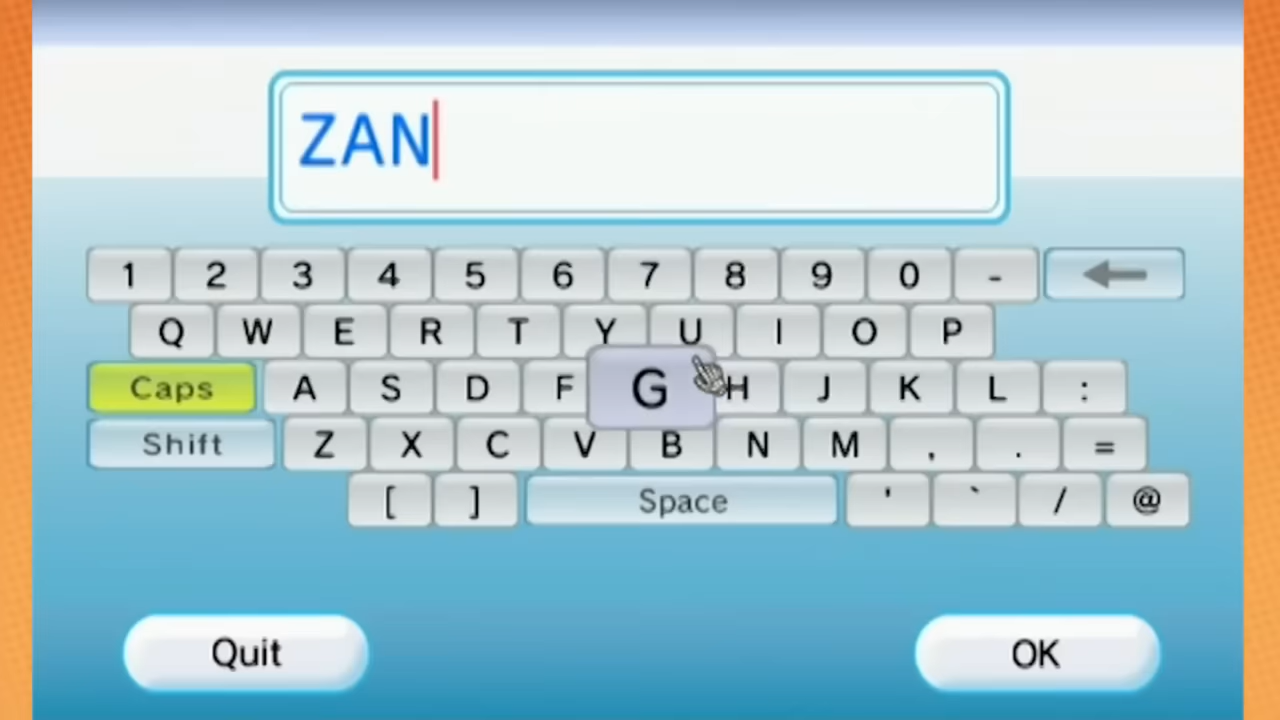 ZAN
1 2 3 4 5 6 7 8 9 0 - ←
Q W E R T Y U I O P
Caps A S D F G H J K L :
Shift Z X C V B N M , . =
[ ] Space ' ` / @
Quit OK